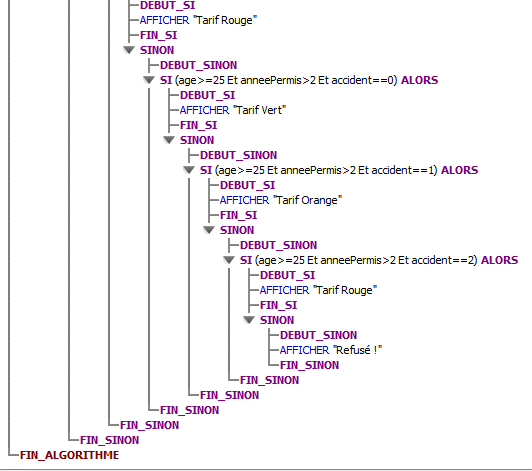 DEBUT_SI
AFFICHER "Tarif Rouge"
FIN_SI
SINON
DEBUT_SINON
SI (age>=25 Et anneePermis>2 Et accident==0) ALORS
DEBUT_SI
AFFICHER "Tarif Vert"
FIN_SI
SINON
DEBUT_SINON
SI (age>=25 Et anneePermis>2 Et accident==1) ALORS
DEBUT_SI
AFFICHER "Tarif Orange"
FIN_SI
SINON
DEBUT_SINON
SI (age>=25 Et anneePermis>2 Et accident==2) ALORS
DEBUT_SI
AFFICHER "Tarif Rouge"
FIN_SI
SINON
DEBUT_SINON
AFFICHER "Refusé !"
FIN_SINON
FIN_SINON
FIN_SINON
FIN_SINON
FIN_SINON
FIN_SINON
FIN_ALGORITHME